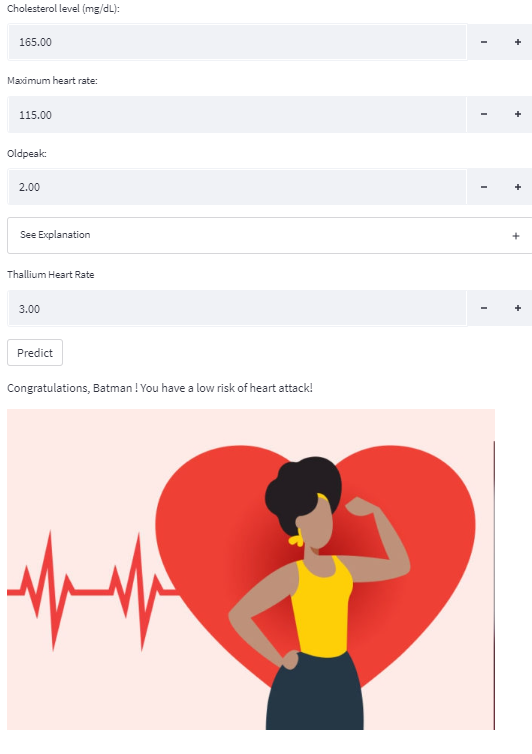 Cholesterol level (mg/dL):
165.00
Maximum heart rate:
115.00
Oldpeak:
2.00
See Explanation
Thallium Heart Rate
3.00
Predict
Congratulations, Batman ! You have a low risk of heart attack!